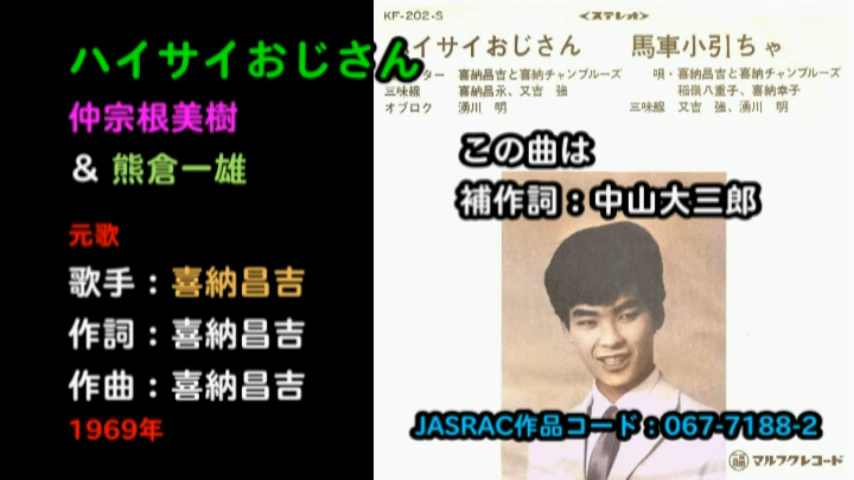 ハイサイおじさん
仲宗根美樹
& 熊倉一雄
元歌
歌手：喜納昌吉
作詞：喜納昌吉
作曲：喜納昌吉
1969年
KF-202-S
<ステレオ>
イサイおじさん
馬車小引ちゃ
ター 喜納昌吉と喜納チャンプルーズ
三味線 喜納昌永、又吉 強
オブロク 湧川 明
唄・喜納昌吉と喜納チャンプルーズ
稲嶺八重子、喜納幸子
三味線 又吉 強、湧川 明
この曲は
補作詞：中山大三郎
JASRAC作品コード：067-7188-2
マルフクレコード